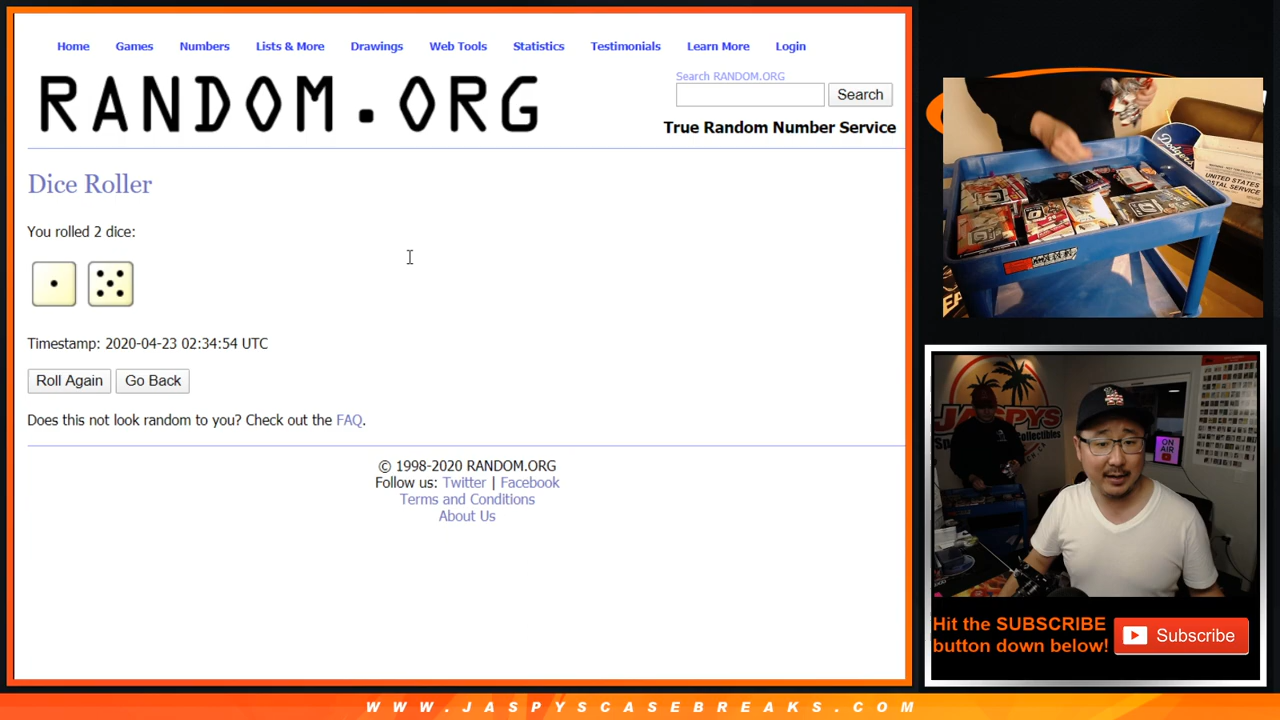 Home Games Numbers Lists & More Drawings Web Tools Statistics Testimonials Learn More Login
RANDOM.ORG
Search RANDOM.ORG
Search
True Random Number Service
Dice Roller
You rolled 2 dice:
Timestamp: 2020-04-23 02:34:54 UTC
Roll Again Go Back
Does this not look random to you? Check out the FAQ.
© 1998-2020 RANDOM.ORG
Follow us: Twitter | Facebook
Terms and Conditions
About Us
Dodgers
UNITED STATES
POSTAL SERVICE
JASPYS
ON
AIR
Hit the SUBSCRIBE
button down below!
Subscribe
WWW.JASPYSCASEBREAKS.COM